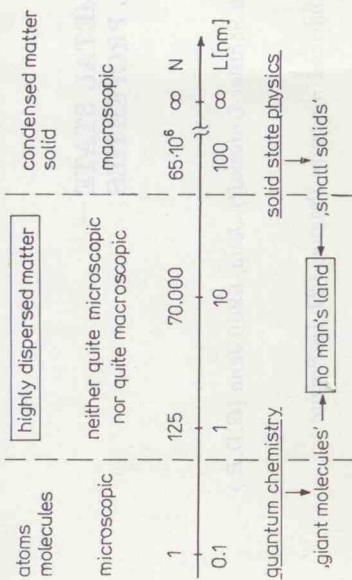 atoms highly dispersed matter condensed matter
molecules solid
microscopic neither quite microscopic macroscopic
nor quite macroscopic
1 125 70.000 65·10⁶ ∞ N
0.1 1 10 100 ∞ L[nm]
quantum chemistry solid state physics
‚giant molecules' no man's land ‚small solids'